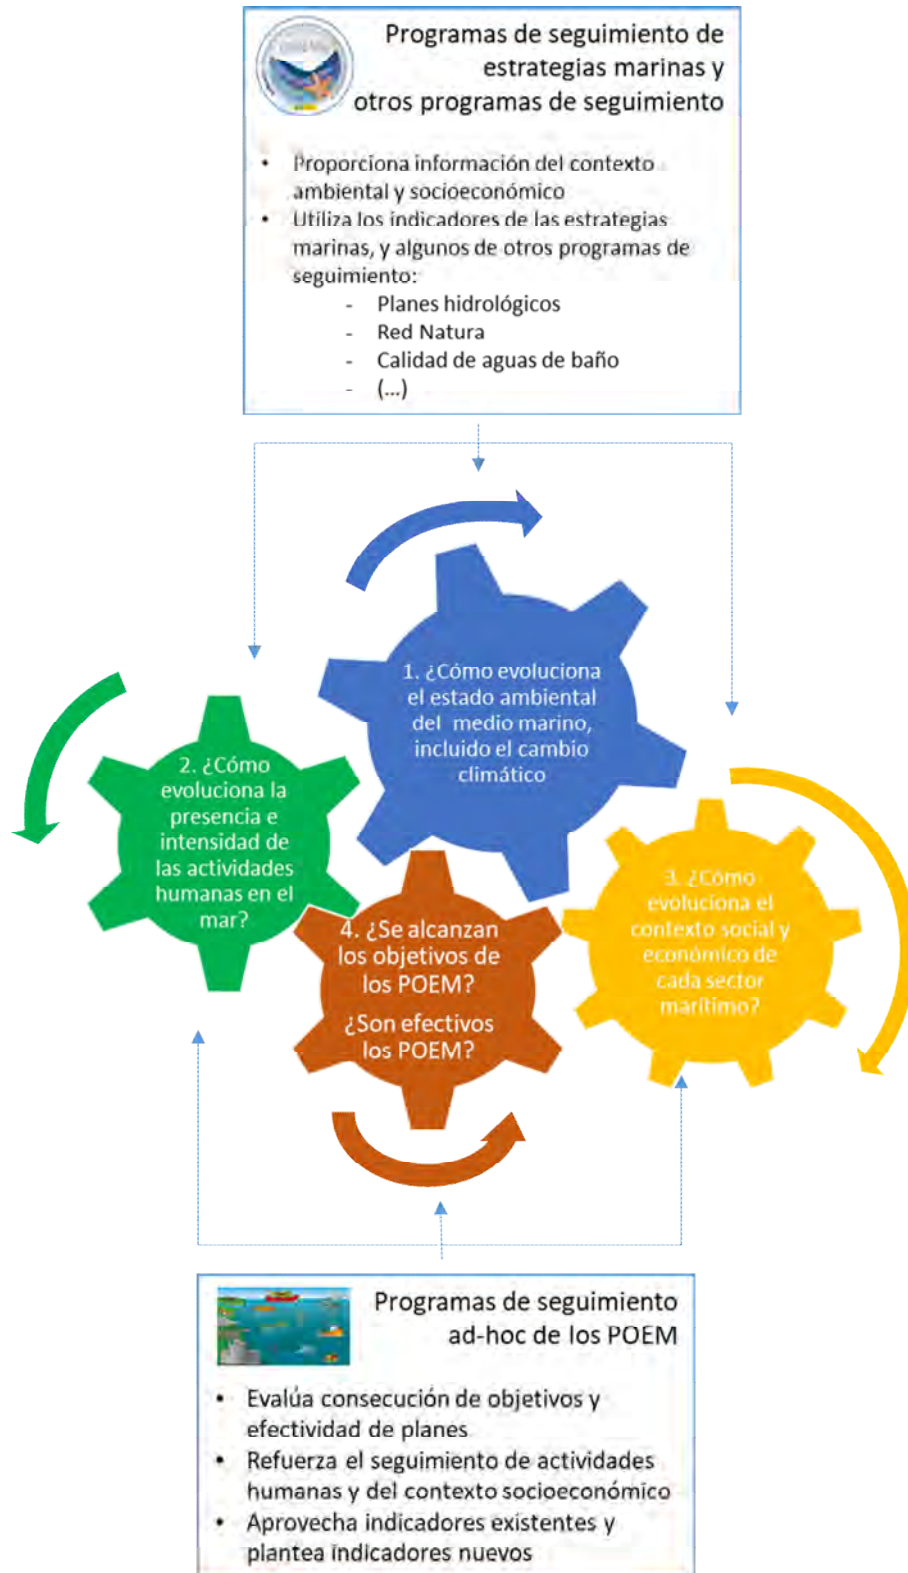 Programas de seguimiento de
estrategias marinas y
otros programas de seguimiento
• Proporciona información del contexto
ambiental y socioeconómico
• Utiliza los indicadores de las estrategias
marinas, y algunos de otros programas de
seguimiento:
- Planes hidrológicos
- Red Natura
- Calidad de aguas de baño
- (...)
1. ¿Cómo evoluciona
el estado ambiental
del medio marino,
incluido el cambio
climático
2. ¿Cómo
evoluciona la
presencia e
intensidad de
las actividades
humanas en el
mar?
3. ¿Cómo
evoluciona el
contexto social y
económico de
cada sector
marítimo?
4. ¿Se alcanzan
los objetivos de
los POEM?
¿Son efectivos
los POEM?
Programas de seguimiento
ad-hoc de los POEM
• Evalúa consecución de objetivos y
efectividad de planes
• Refuerza el seguimiento de actividades
humanas y del contexto socioeconómico
• Aprovecha indicadores existentes y
plantea indicadores nuevos